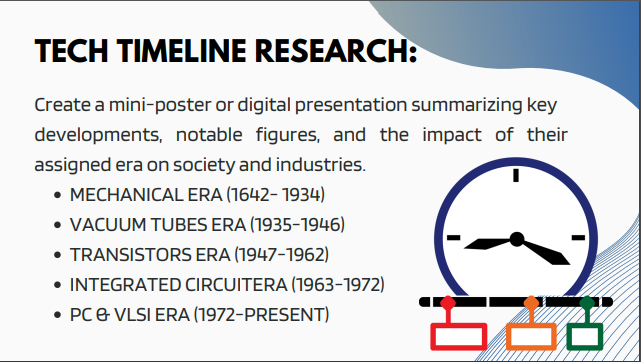 TECH TIMELINE RESEARCH:
Create a mini-poster or digital presentation summarizing key
developments, notable figures, and the impact of their
assigned era on society and industries.
• MECHANICAL ERA (1642- 1934)
• VACUUM TUBES ERA (1935-1946)
• TRANSISTORS ERA (1947-1962)
• INTEGRATED CIRCUITERA (1963-1972)
• PC & VLSI ERA (1972-PRESENT)